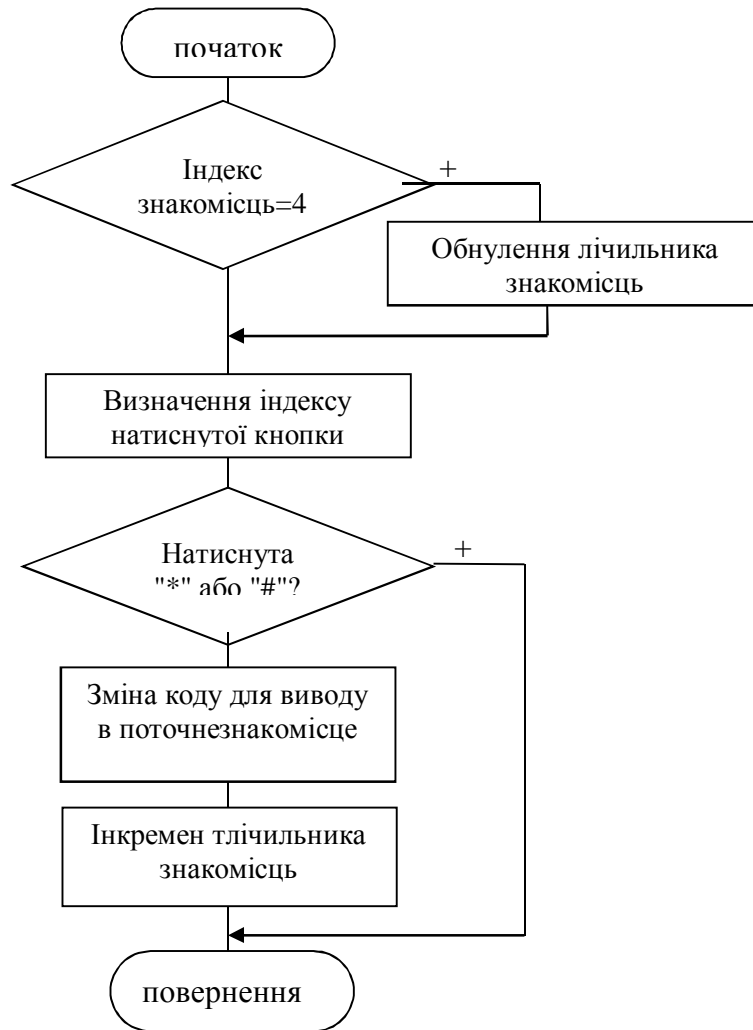 початок
Індекс
знакомісць=4
+
Обнулення лічильника
знакомісць
Визначення індексу
натиснутої кнопки
Натиснута
"*" або "#"?
+
Зміна коду для виводу
в поточнезнакомісце
Інкремен тлічильника
знакомісць
повернення